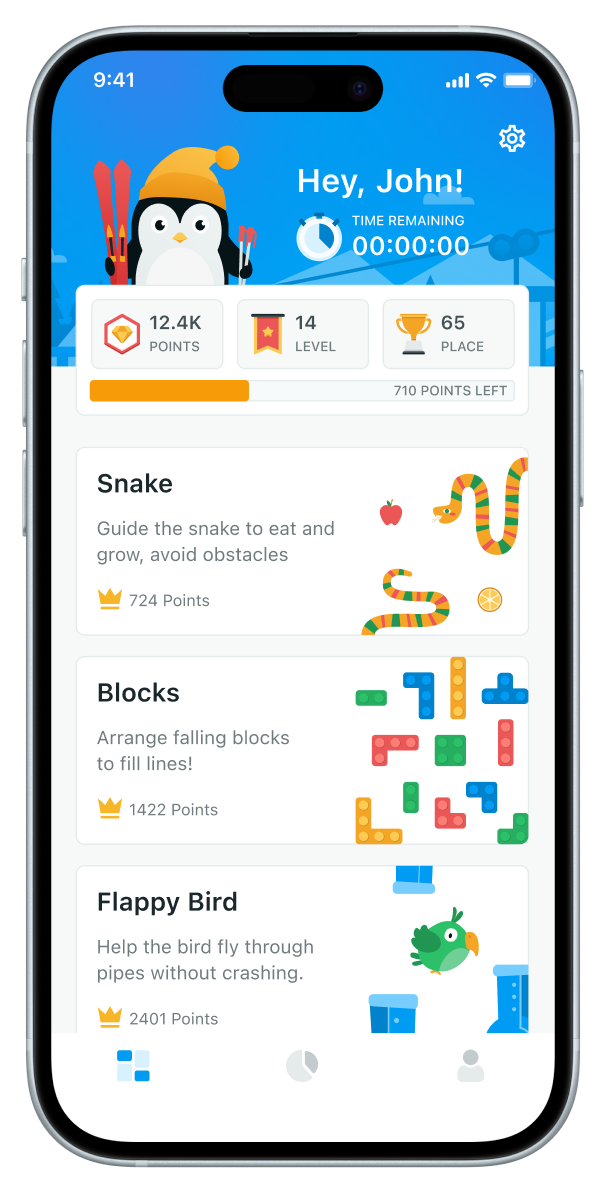 9:41
Hey, John!
TIME REMAINING
00:00:00
12.4K
POINTS
14
LEVEL
65
PLACE
710 POINTS LEFT
Snake
Guide the snake to eat and
grow, avoid obstacles
724 Points
Blocks
Arrange falling blocks
to fill lines!
1422 Points
Flappy Bird
Help the bird fly through
pipes without crashing.
2401 Points